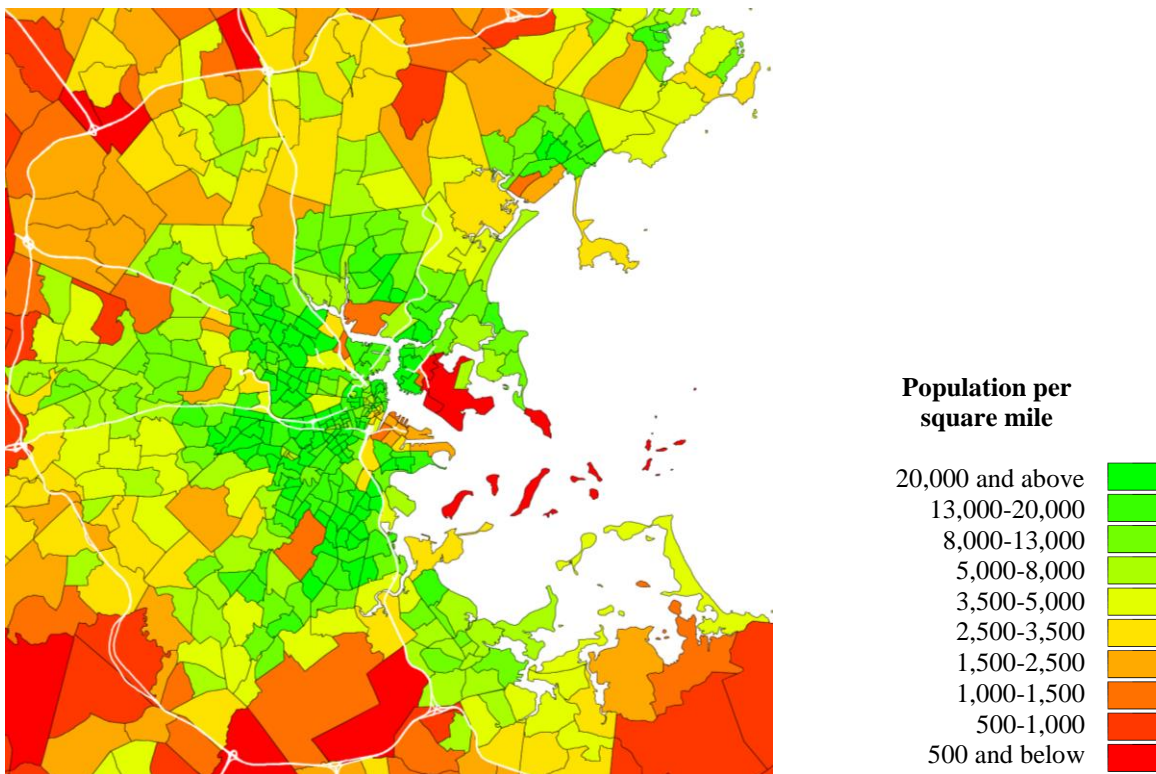 Population per
square mile
20,000 and above
13,000-20,000
8,000-13,000
5,000-8,000
3,500-5,000
2,500-3,500
1,500-2,500
1,000-1,500
500-1,000
500 and below